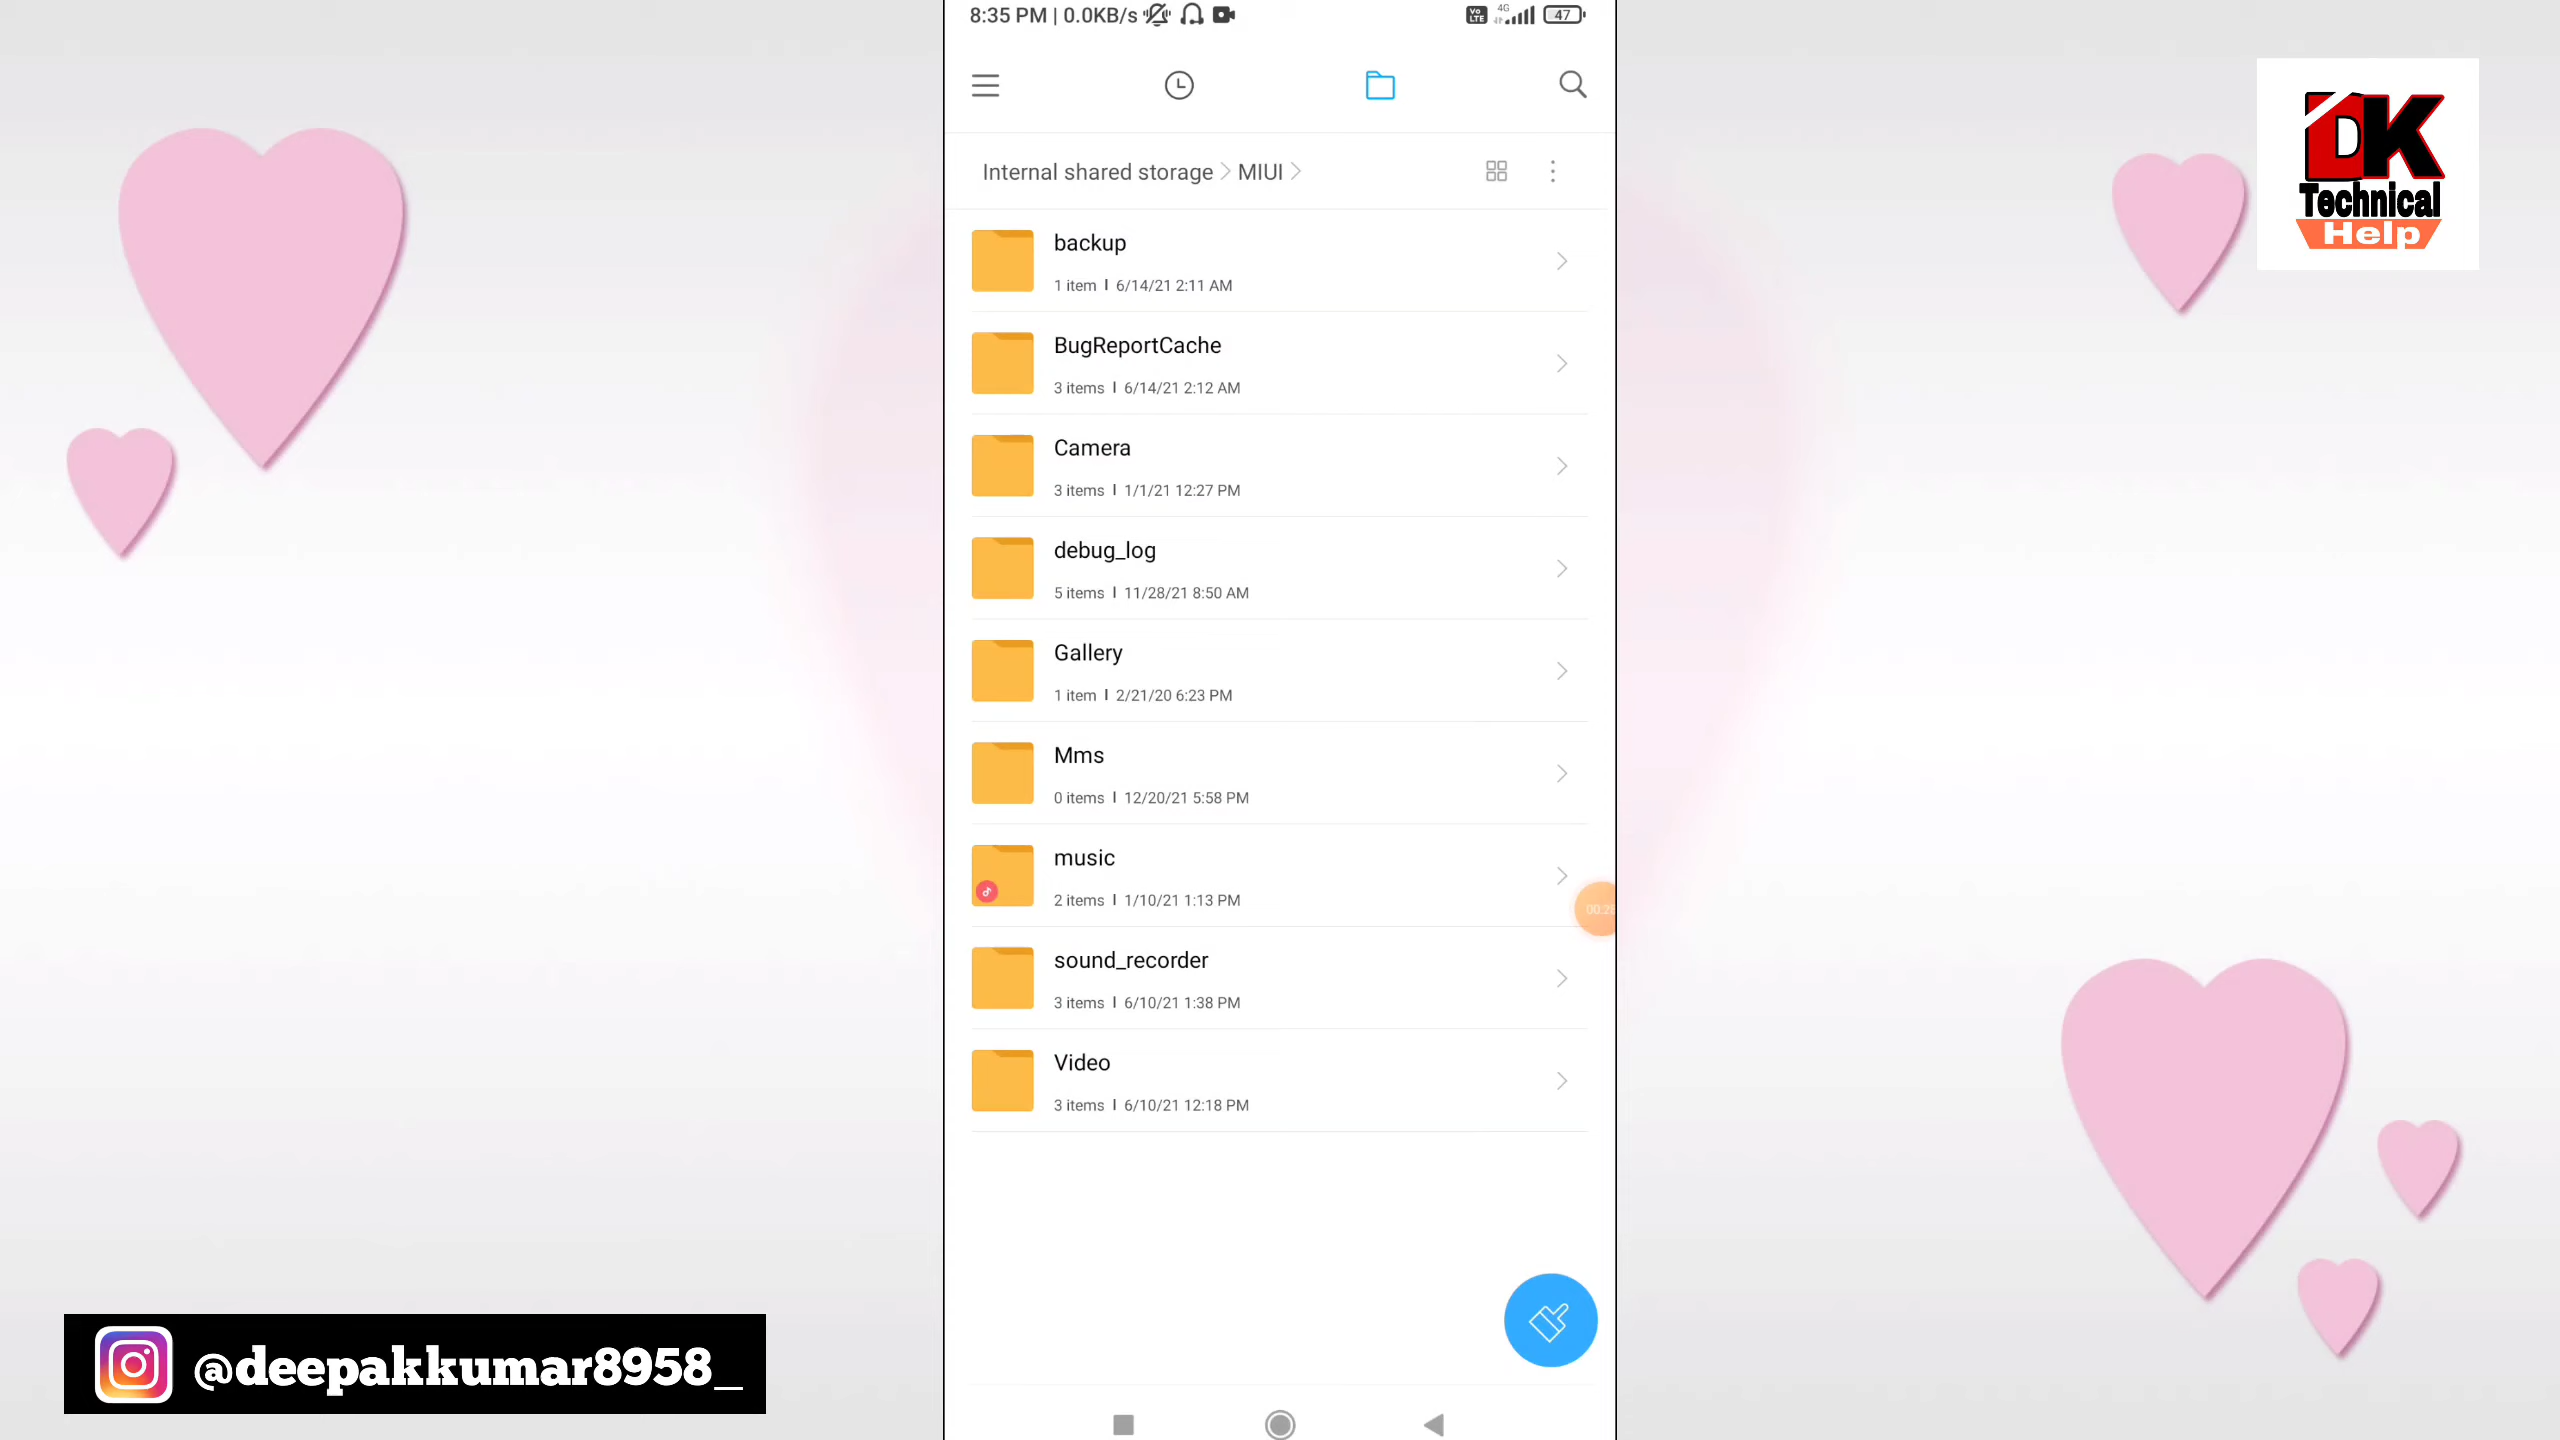 8:35 PM | 0.0KB/s
Vo LTE 4G 47
Internal shared storage MIUI
backup
1 item | 6/14/21 2:11 AM
BugReportCache
3 items | 6/14/21 2:12 AM
Camera
3 items | 1/1/21 12:27 PM
debug_log
5 items | 11/28/21 8:50 AM
Gallery
1 item | 2/21/20 6:23 PM
Mms
0 items | 12/20/21 5:58 PM
music
2 items | 1/10/21 1:13 PM
sound_recorder
3 items | 6/10/21 1:38 PM
Video
3 items | 6/10/21 12:18 PM
DK
Technical
Help
@deepakkumar8958_